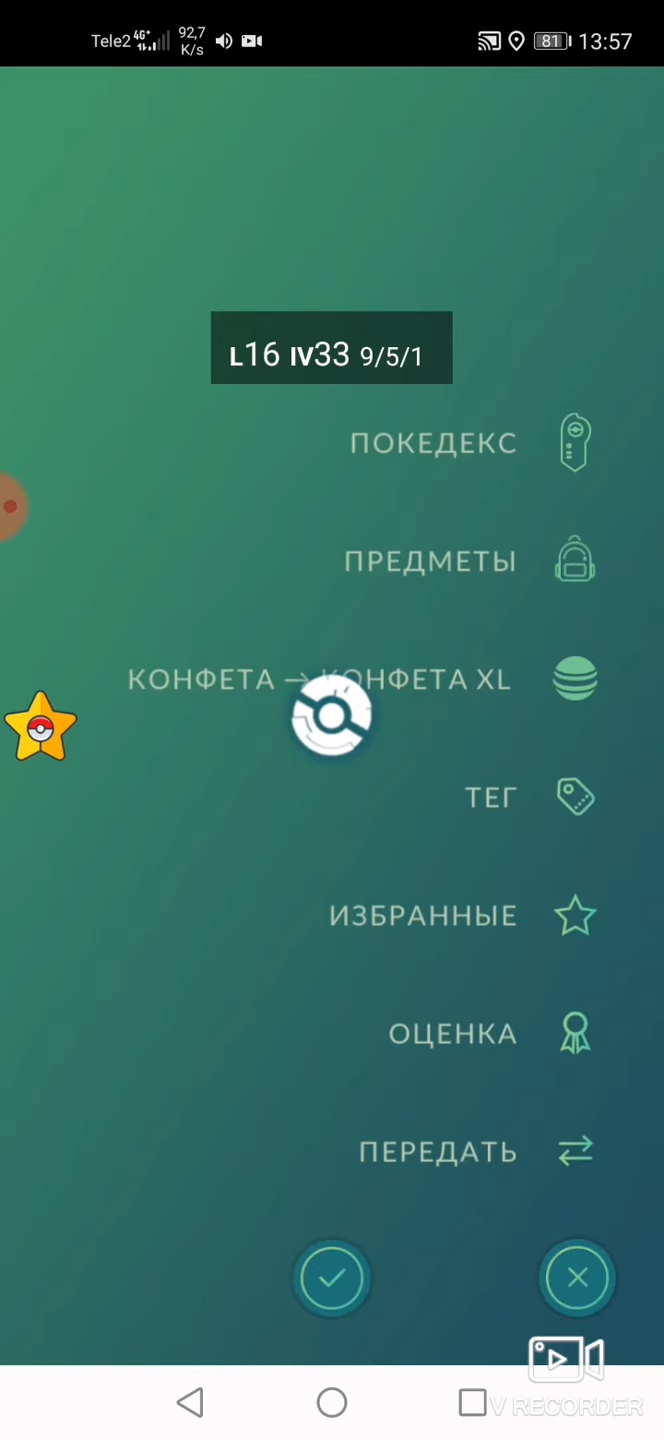 Tele2 4G+ 92,7 K/s 81 13:57
L16 IV33 9/5/1
ПОКЕДЕКС
ПРЕДМЕТЫ
КОНФЕТА → КОНФЕТА XL
ТЕГ
ИЗБРАННЫЕ
ОЦЕНКА
ПЕРЕДАТЬ
V RECORDER